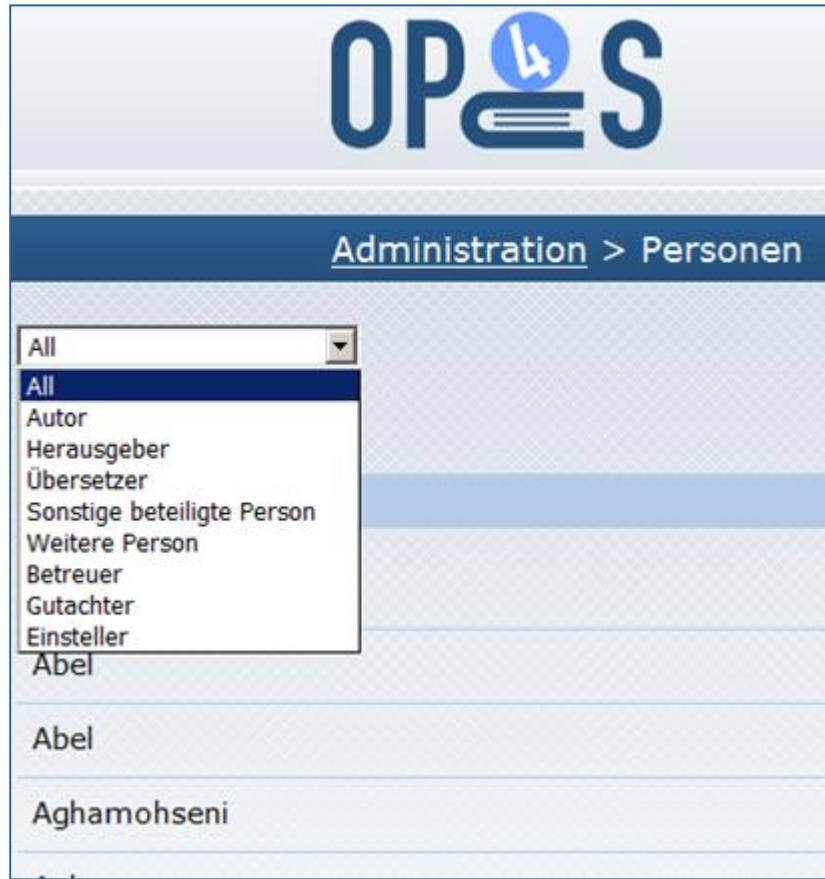 OPUS 4
Administration > Personen
All
All
Autor
Herausgeber
Übersetzer
Sonstige beteiligte Person
Weitere Person
Betreuer
Gutachter
Einsteller
Abel
Abel
Aghamohseni